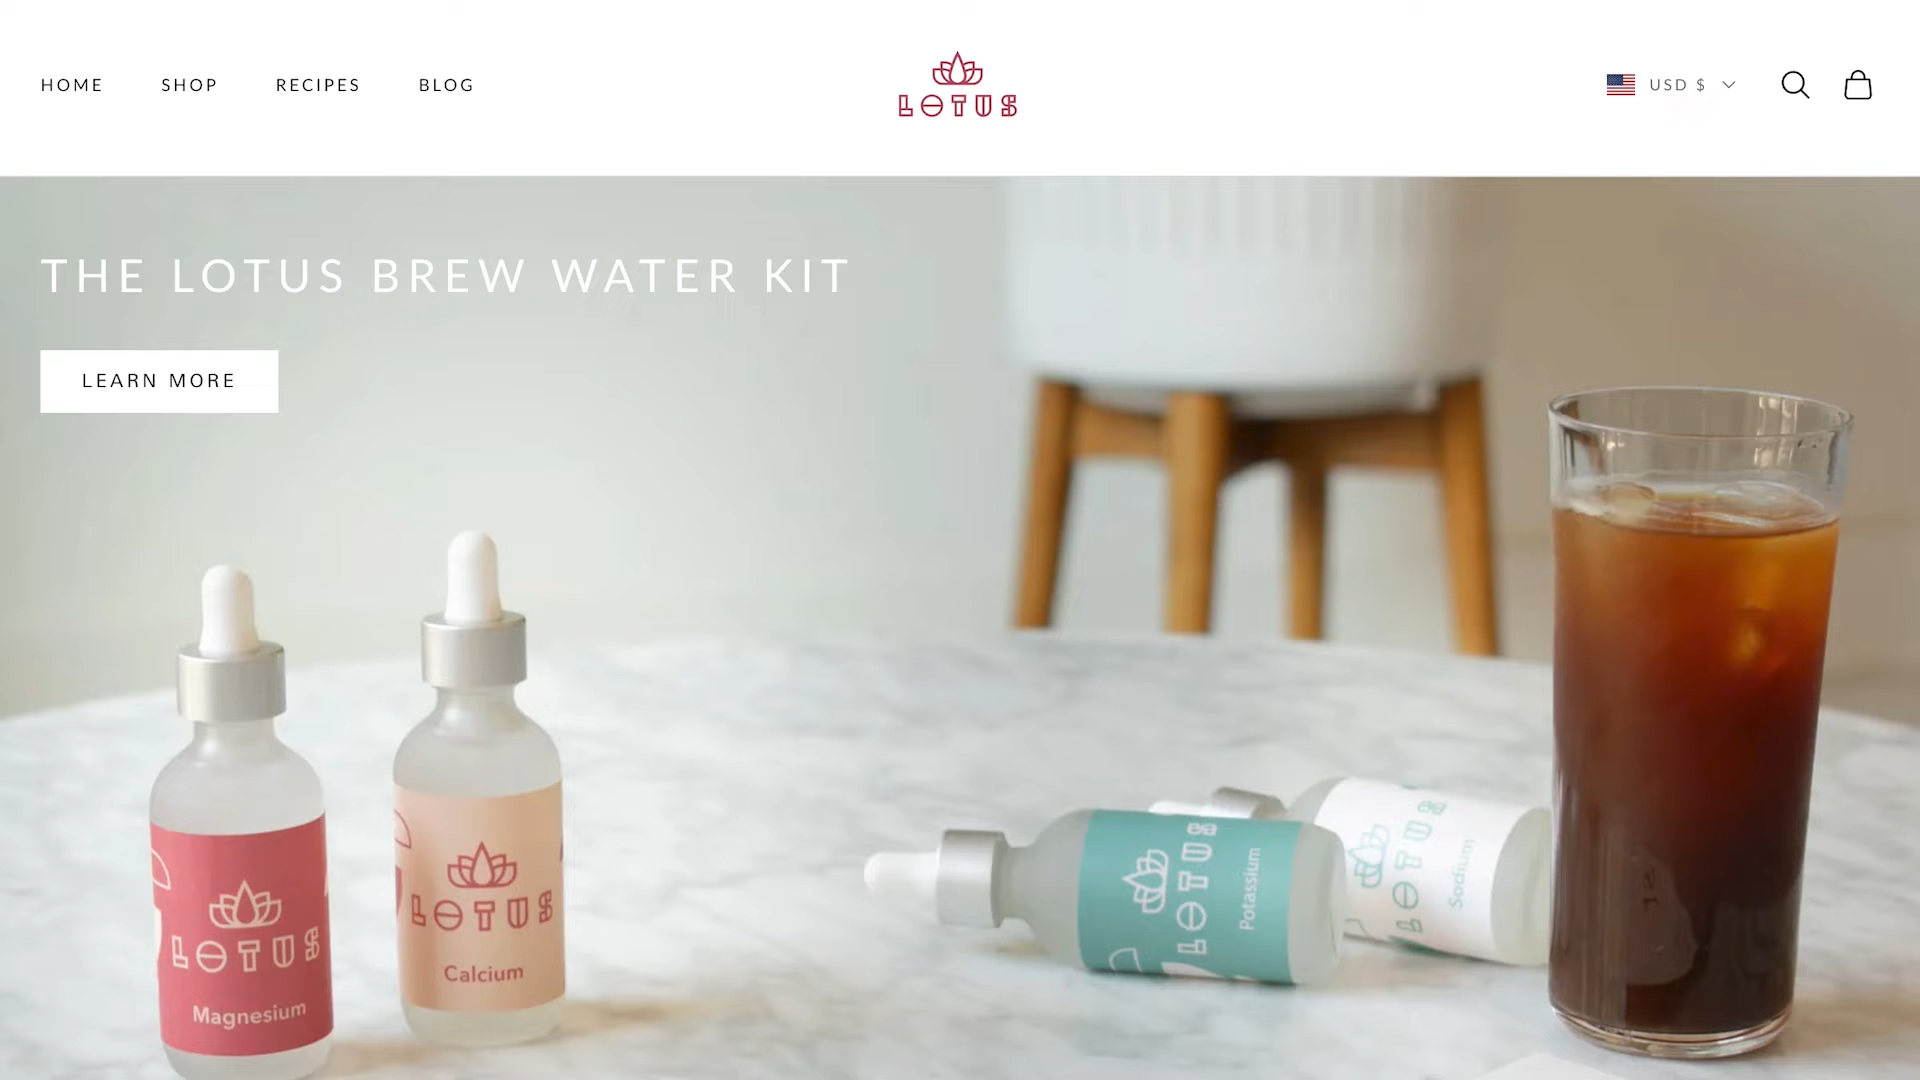 HOME
SHOP
RECIPES
BLOG
LOTUS
USD $
THE LOTUS BREW WATER KIT
LEARN MORE
LOTUS
Magnesium
LOTUS
Calcium
LOTUS
Potassium
LOTUS
Sodium